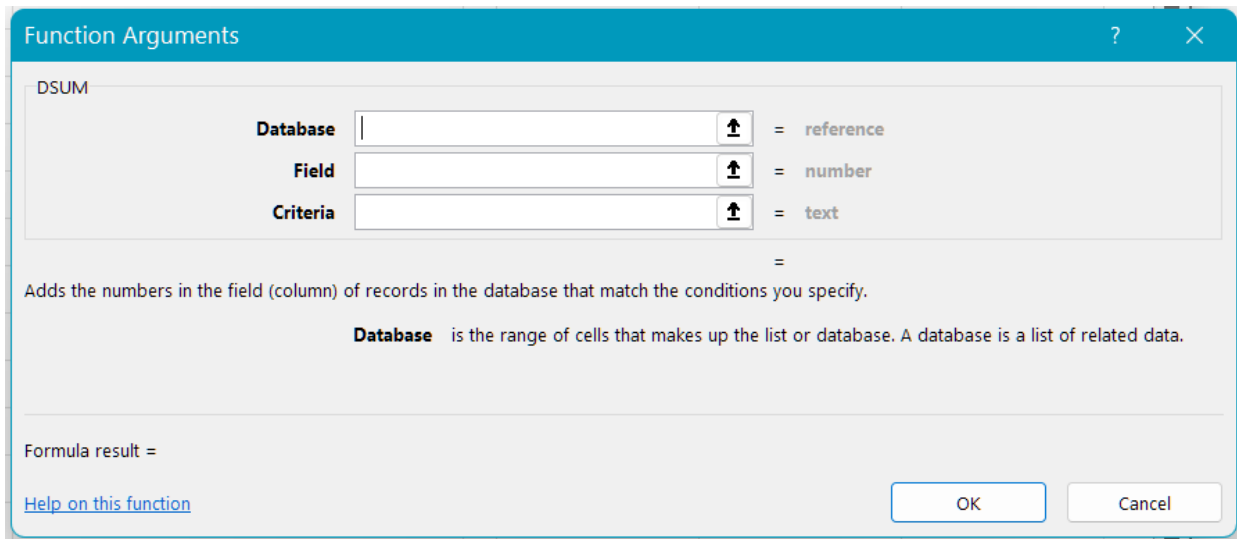 Function Arguments ?
DSUM
Database = reference
Field = number
Criteria = text
=
Adds the numbers in the field (column) of records in the database that match the conditions you specify.
Database is the range of cells that makes up the list or database. A database is a list of related data.
Formula result =
Help on this function OK Cancel